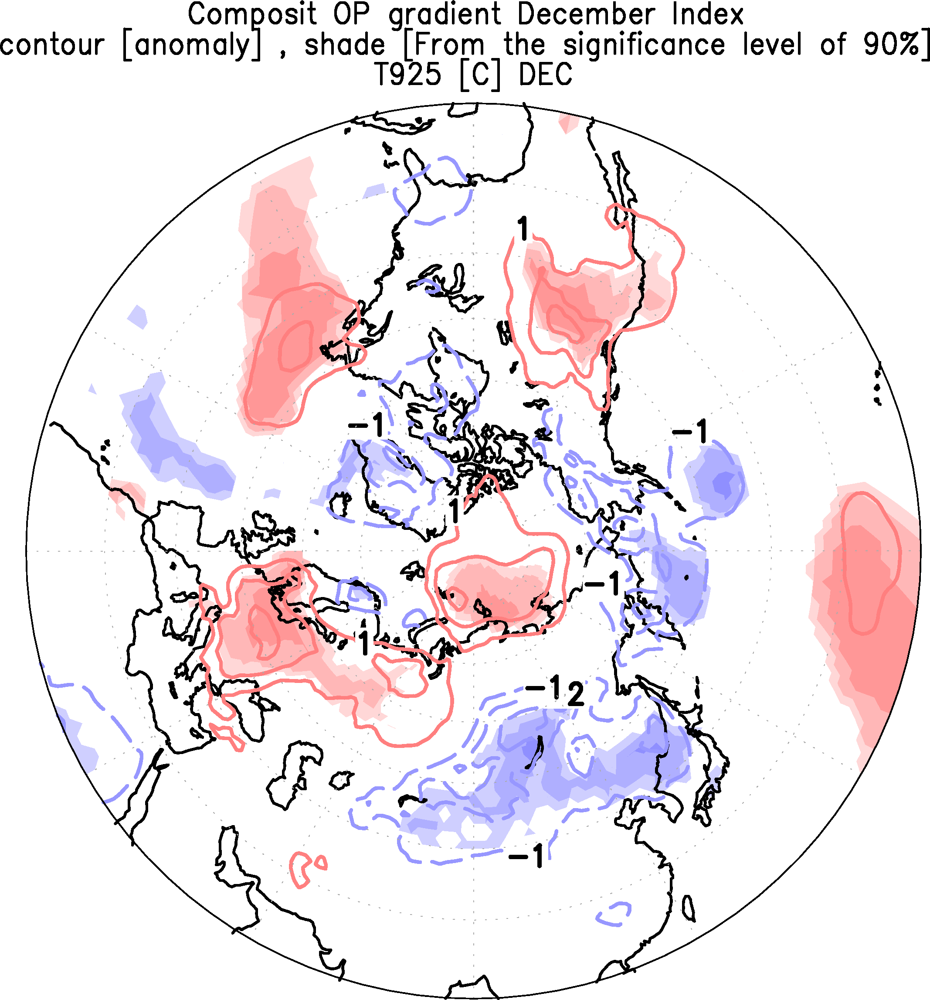 Composit OP gradient December Index
contour [anomaly] , shade [From the significance level of 90%]
T925 [C] DEC
1
-1
-1
1
-1
1
-1 2
-1